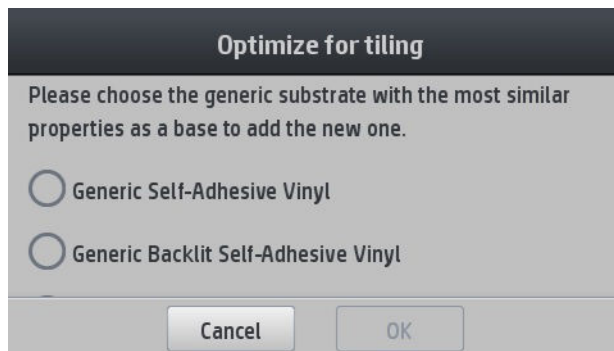 Optimize for tiling
Please choose the generic substrate with the most similar
properties as a base to add the new one.
Generic Self-Adhesive Vinyl
Generic Backlit Self-Adhesive Vinyl
Cancel
OK